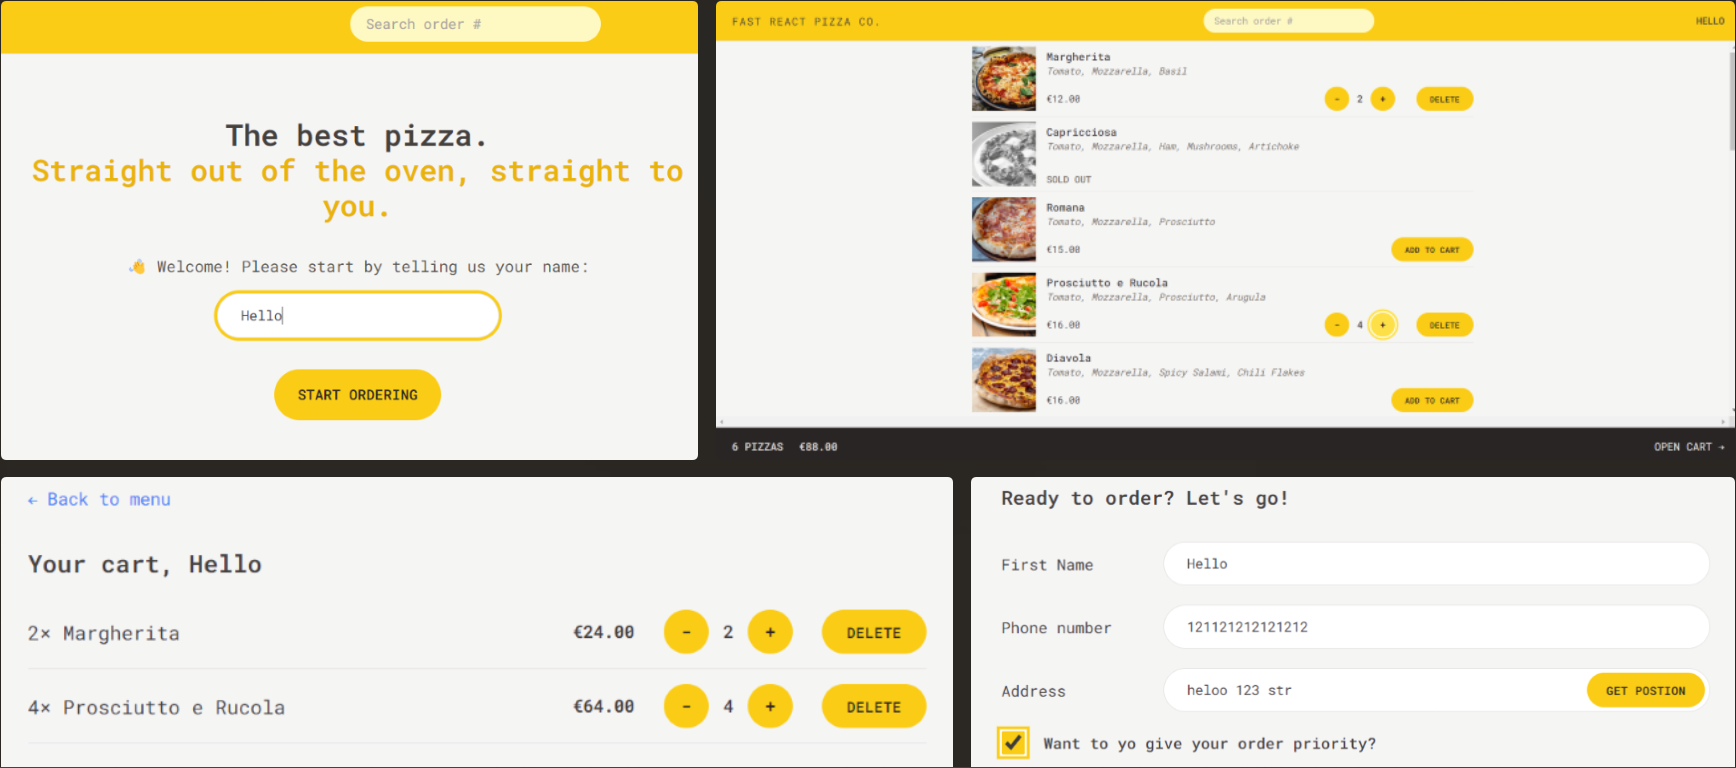 Search order #
The best pizza.
Straight out of the oven, straight to
you.
👋 Welcome! Please start by telling us your name:
Hello
START ORDERING
FAST REACT PIZZA CO.
Search order #
HELLO
Margherita
Tomato, Mozzarella, Basil
€12.00
- 2 + DELETE
Capricciosa
Tomato, Mozzarella, Ham, Mushrooms, Artichoke
SOLD OUT
Romana
Tomato, Mozzarella, Prosciutto
€15.00
ADD TO CART
Prosciutto e Rucola
Tomato, Mozzarella, Prosciutto, Arugula
€16.00
- 4 + DELETE
Diavola
Tomato, Mozzarella, Spicy Salami, Chili Flakes
€16.00
ADD TO CART
6 PIZZAS €88.00
OPEN CART →
← Back to menu
Your cart, Hello
2× Margherita €24.00 - 2 + DELETE
4× Prosciutto e Rucola €64.00 - 4 + DELETE
Ready to order? Let's go!
First Name Hello
Phone number 121121212121212
Address heloo 123 str GET POSTION
Want to yo give your order priority?